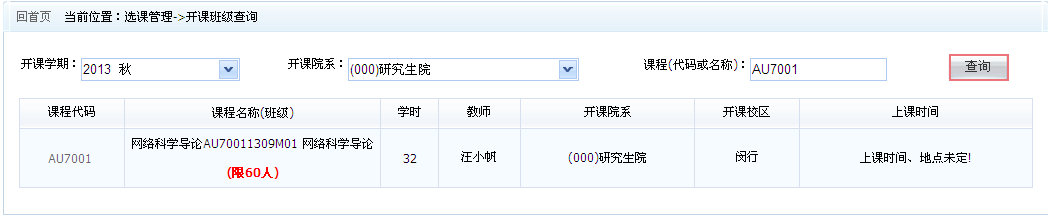 回首页 当前位置：选课管理->开课班级查询
开课学期： 2013 秋 开课院系： (000)研究生院 课程(代码或名称)： AU7001 查询
课程代码 课程名称(班级) 学时 教师 开课院系 开课校区 上课时间
AU7001 网络科学导论AU70011309M01 网络科学导论 32 汪小帆 (000)研究生院 闵行 上课时间、地点未定!
(限60人)